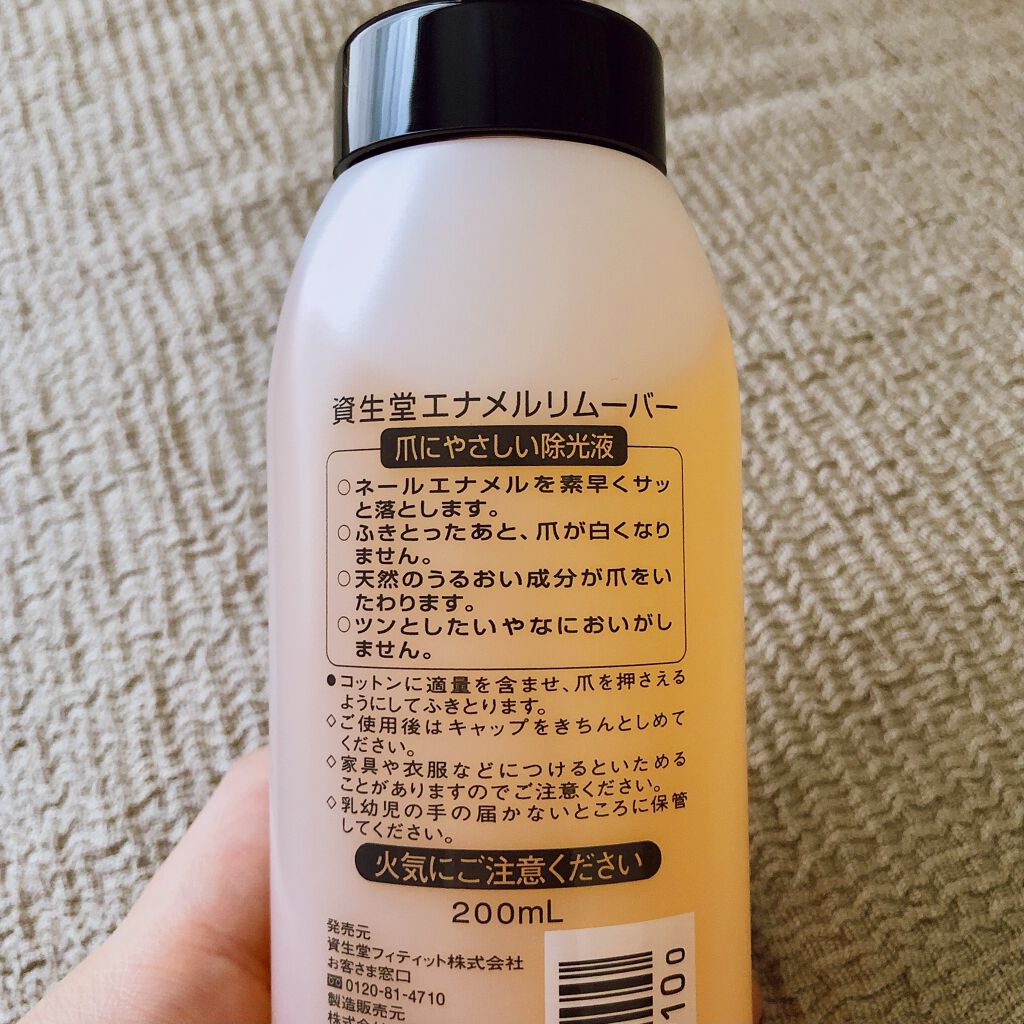 資生堂エナメルリムーバー
爪にやさしい除光液
○ネールエナメルを素早くサッ
と落とします。
○ふきとったあと、爪が白くなり
ません。
○天然のうるおい成分が爪をい
たわります。
○ツンとしたいやなにおいがし
ません。
●コットンに適量を含ませ、爪を押さえる
ようにしてふきとります。
◇ご使用後はキャップをきちんとしめて
ください。
◇家具や衣服などにつけるといためる
ことがありますのでご注意ください。
◇乳幼児の手の届かないところに保管
してください。
火気にご注意ください
200mL
発売元
資生堂フィティット株式会社
お客さま窓口
0120-81-4710
製造販売元
株式会
100